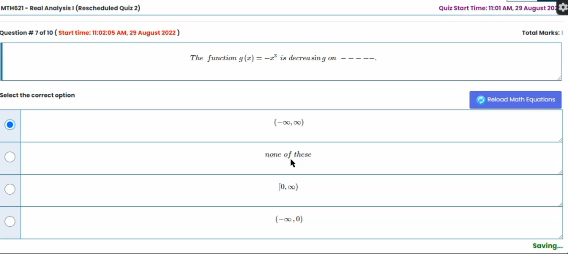 MTH621 - Real Analysis I (Rescheduled Quiz 2)
Quiz Start Time: 11:01 AM, 29 August 202
Question # 7 of 10 ( Start time: 11:02:05 AM, 29 August 2022 )
Total Marks: 1
The function g(x) = −x³ is decreasing on − − − − −.
Select the correct option
Reload Math Equations
(−∞, ∞)
none of these
[0, ∞)
(−∞, 0)
Saving...